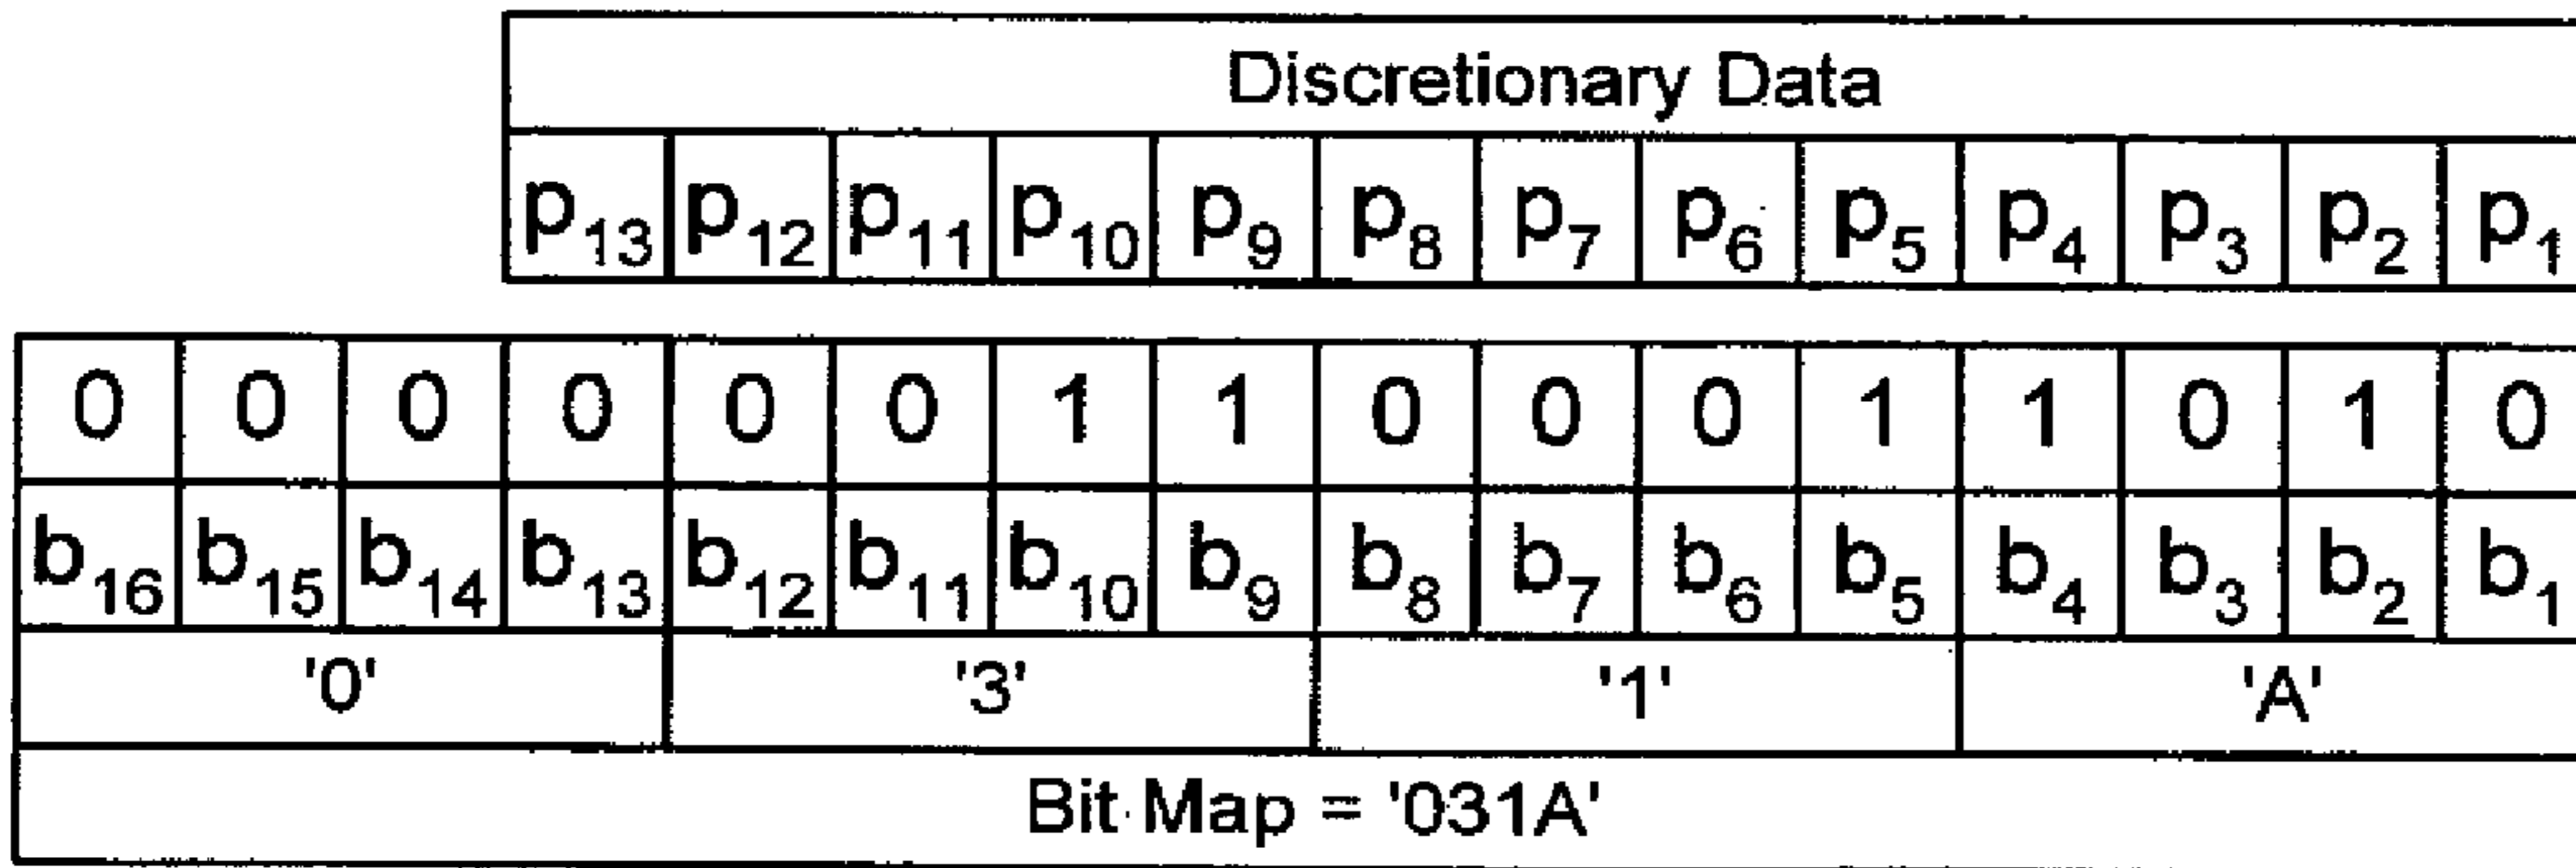 Discretionary Data
p13 p12 p11 p10 p9 p8 p7 p6 p5 p4 p3 p2 p1
0 0 0 0 0 0 1 1 0 0 0 1 1 0 1 0
b16 b15 b14 b13 b12 b11 b10 b9 b8 b7 b6 b5 b4 b3 b2 b1
'0' '3' '1' 'A'
Bit Map = '031A'